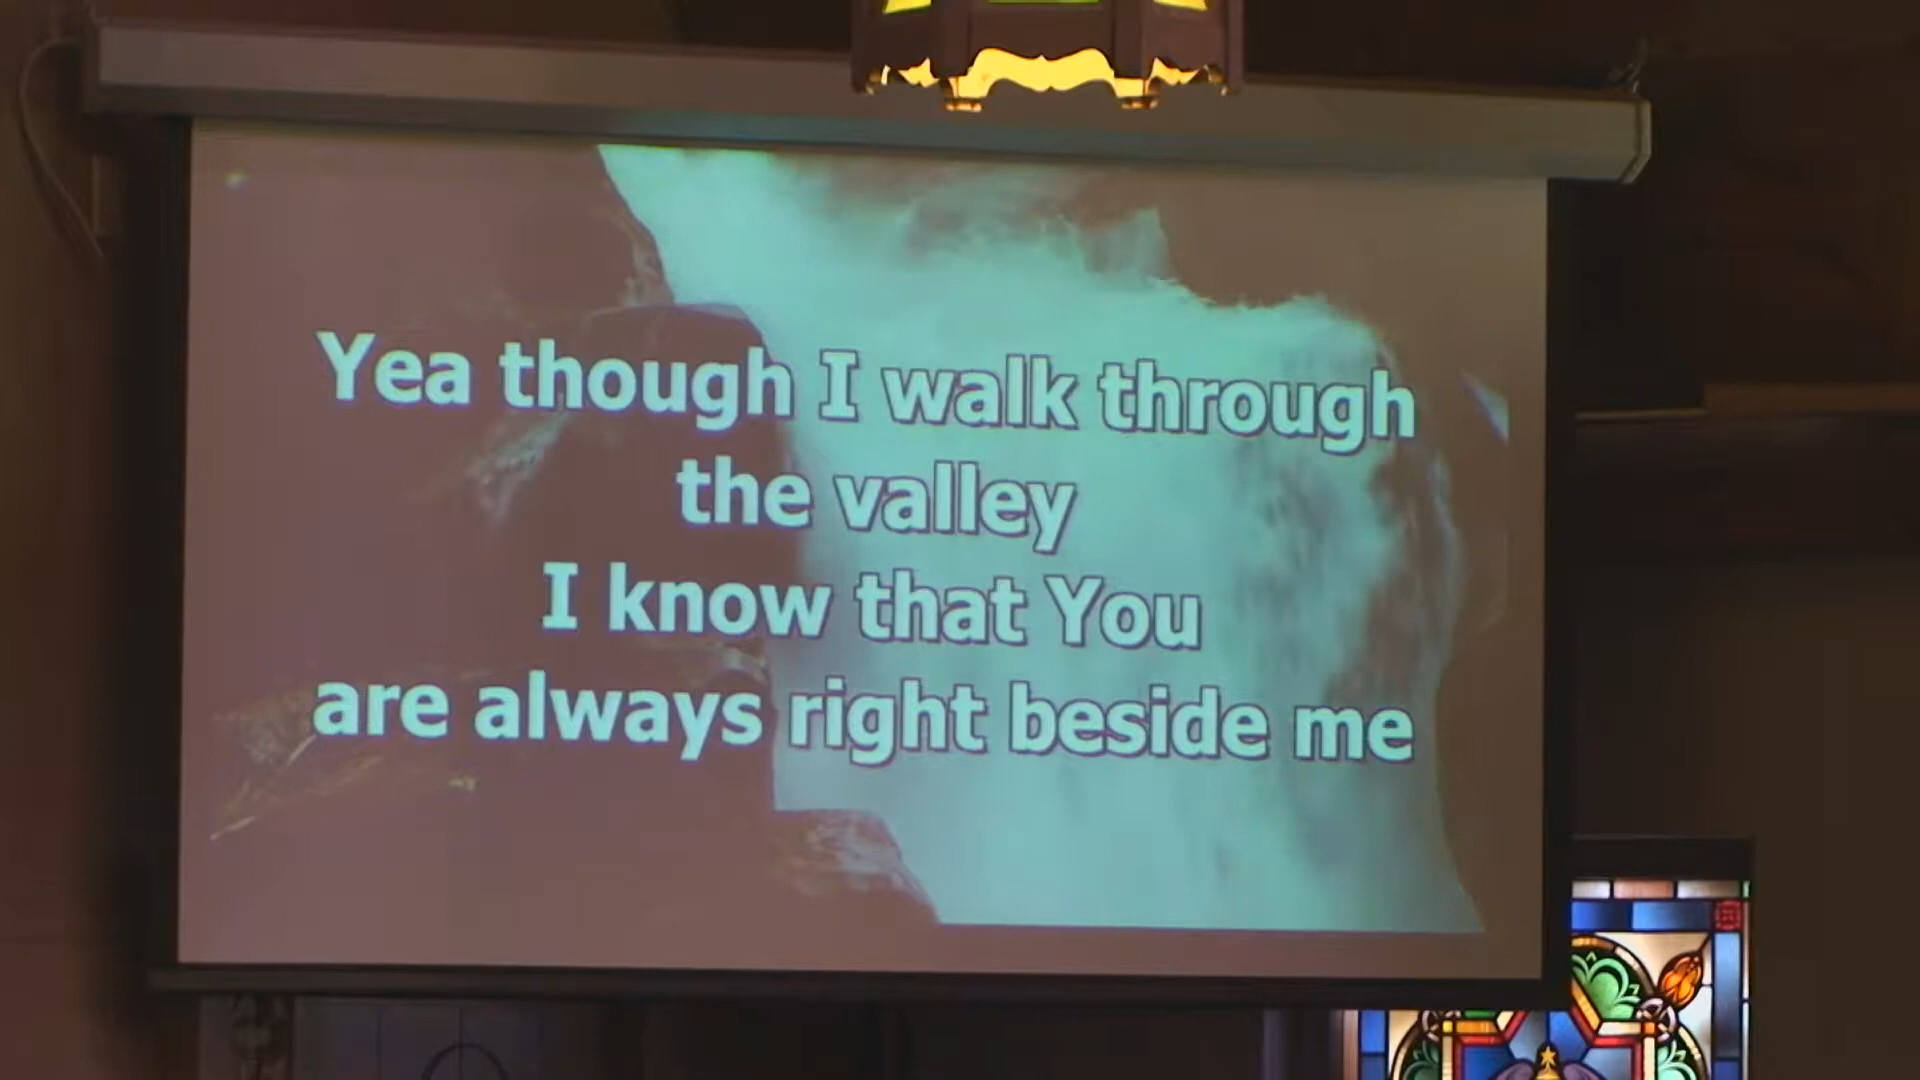 Yea though I walk through
the valley
I know that You
are always right beside me